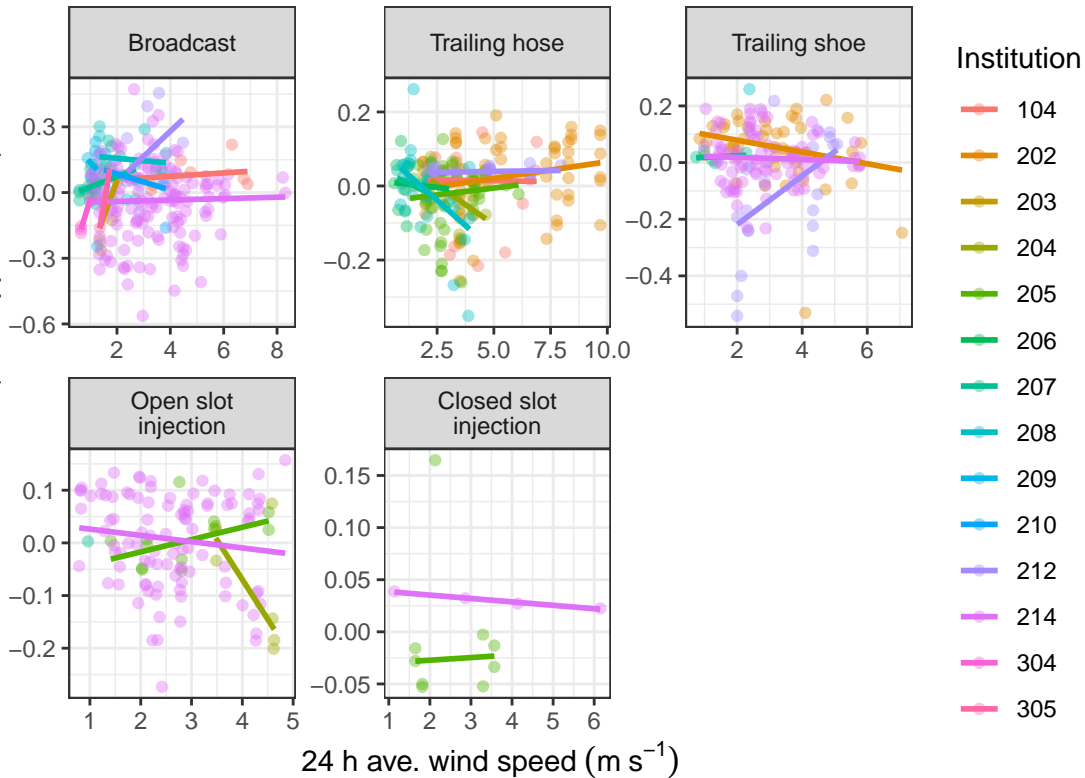 Broadcast
Trailing hose
Trailing shoe
Institution
0.3
0.0
−0.3
−0.6
2 4 6 8
0.2
0.0
−0.2
2.5 5.0 7.5 10.0
0.2
0.0
−0.2
−0.4
2 4 6
Open slot
injection
Closed slot
injection
0.1
0.0
−0.1
−0.2
1 2 3 4 5
0.15
0.10
0.05
0.00
−0.05
1 2 3 4 5 6
24 h ave. wind speed (m s⁻¹)
104
202
203
204
205
206
207
208
209
210
212
214
304
305